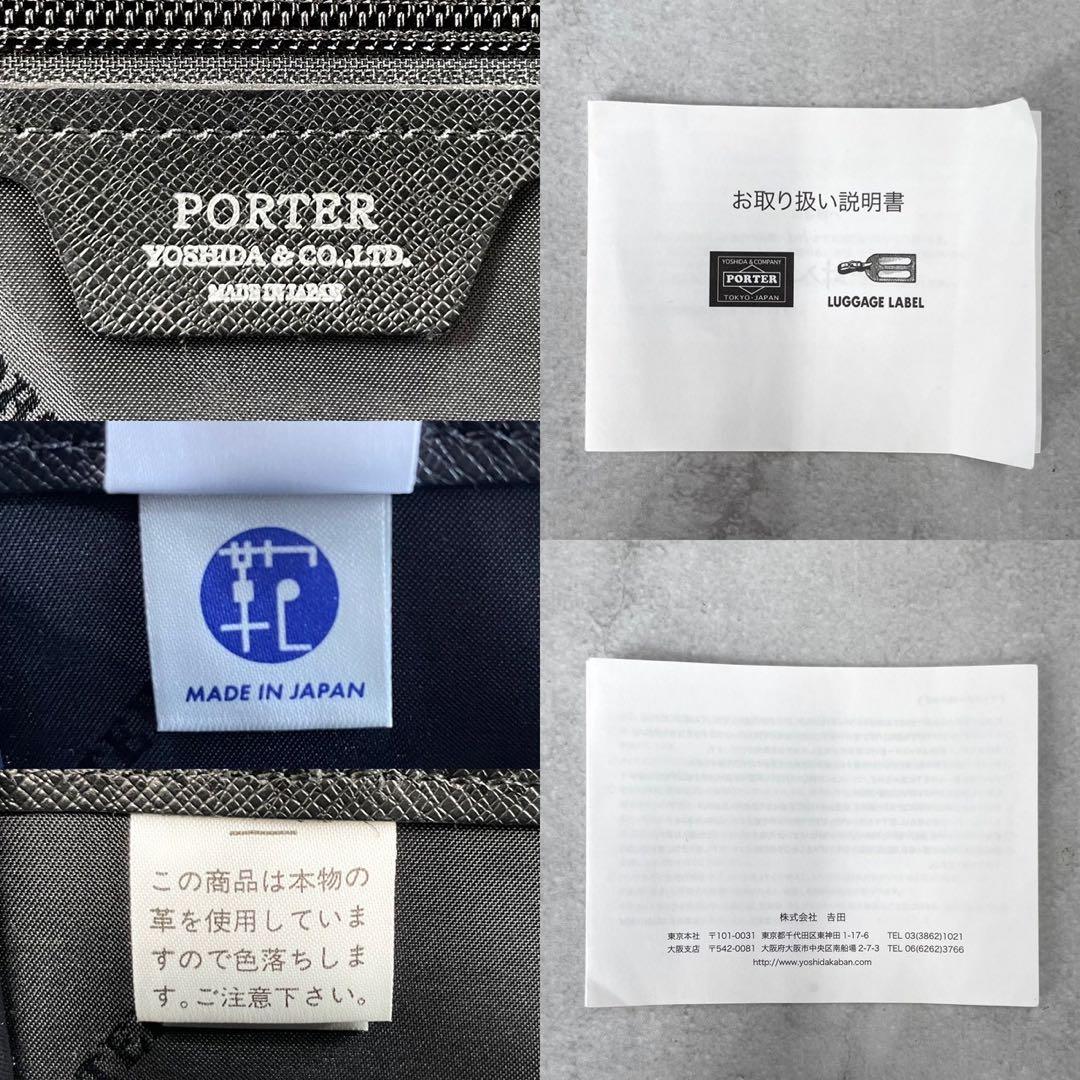 PORTER
YOSHIDA & CO.,LTD.
MADE IN JAPAN
鞄
MADE IN JAPAN
この商品は本物の
革を使用していま
すので色落ちしま
す。ご注意下さい。
お取り扱い説明書
YOSHIDA & COMPANY
PORTER
TOKYO・JAPAN
LUGGAGE LABEL
株式会社 𠮷田
東京本社 〒101-0031 東京都千代田区東神田 1-17-6 TEL 03(3862)1021
大阪支店 〒542-0081 大阪府大阪市中央区南船場 2-7-3 TEL 06(6262)3766
http://www.yoshidakaban.com